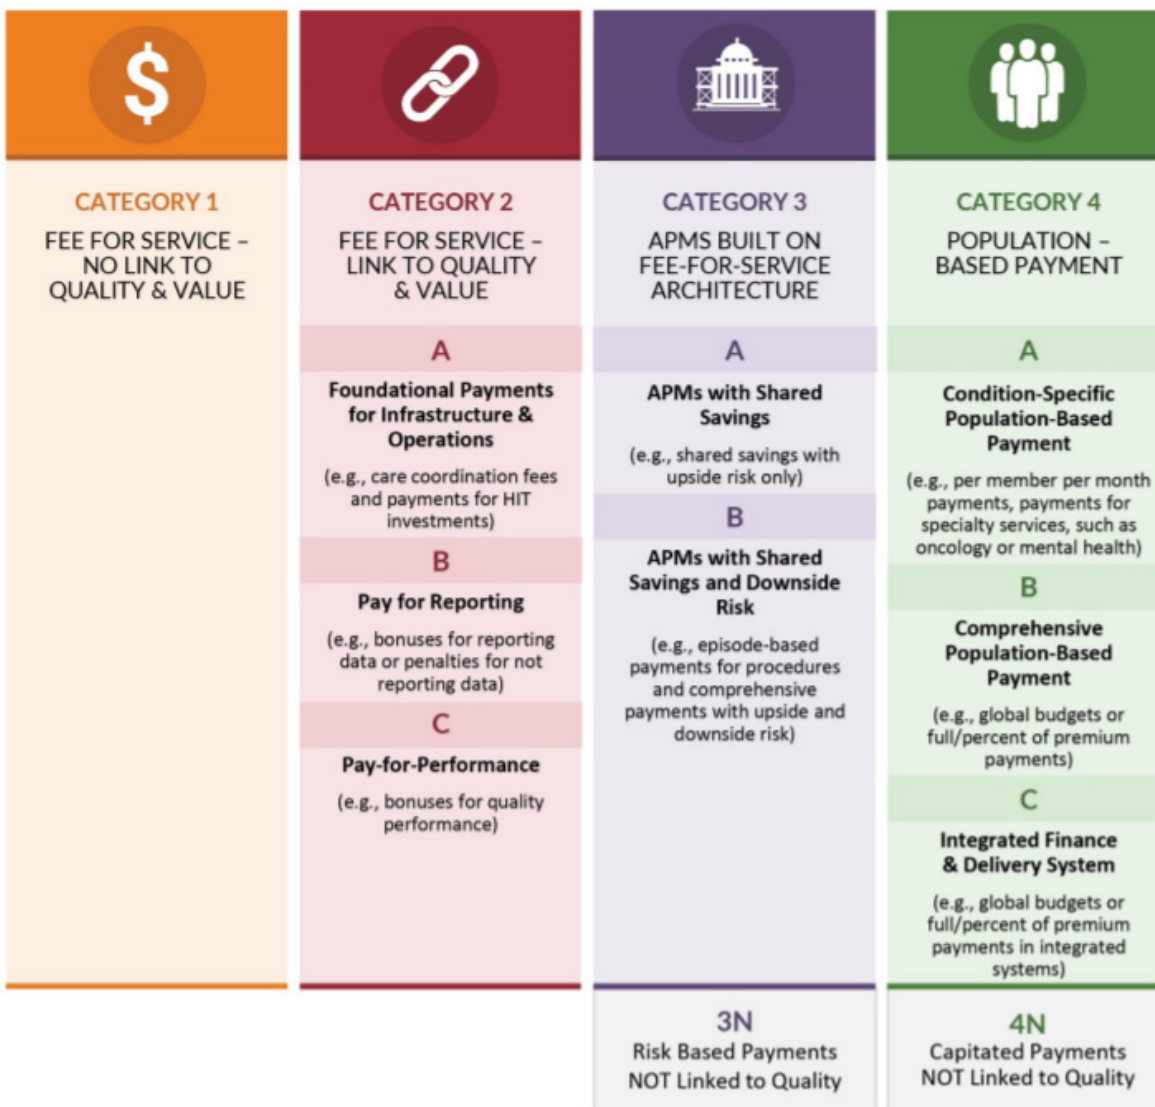 $
CATEGORY 1
FEE FOR SERVICE –
NO LINK TO
QUALITY & VALUE
CATEGORY 2
FEE FOR SERVICE –
LINK TO QUALITY
& VALUE
A
Foundational Payments
for Infrastructure &
Operations
(e.g., care coordination fees
and payments for HIT
investments)
B
Pay for Reporting
(e.g., bonuses for reporting
data or penalties for not
reporting data)
C
Pay-for-Performance
(e.g., bonuses for quality
performance)
CATEGORY 3
APMS BUILT ON
FEE-FOR-SERVICE
ARCHITECTURE
A
APMs with Shared
Savings
(e.g., shared savings with
upside risk only)
B
APMs with Shared
Savings and Downside
Risk
(e.g., episode-based
payments for procedures
and comprehensive
payments with upside and
downside risk)
3N
Risk Based Payments
NOT Linked to Quality
CATEGORY 4
POPULATION –
BASED PAYMENT
A
Condition-Specific
Population-Based
Payment
(e.g., per member per month
payments, payments for
specialty services, such as
oncology or mental health)
B
Comprehensive
Population-Based
Payment
(e.g., global budgets or
full/percent of premium
payments)
C
Integrated Finance
& Delivery System
(e.g., global budgets or
full/percent of premium
payments in integrated
systems)
4N
Capitated Payments
NOT Linked to Quality